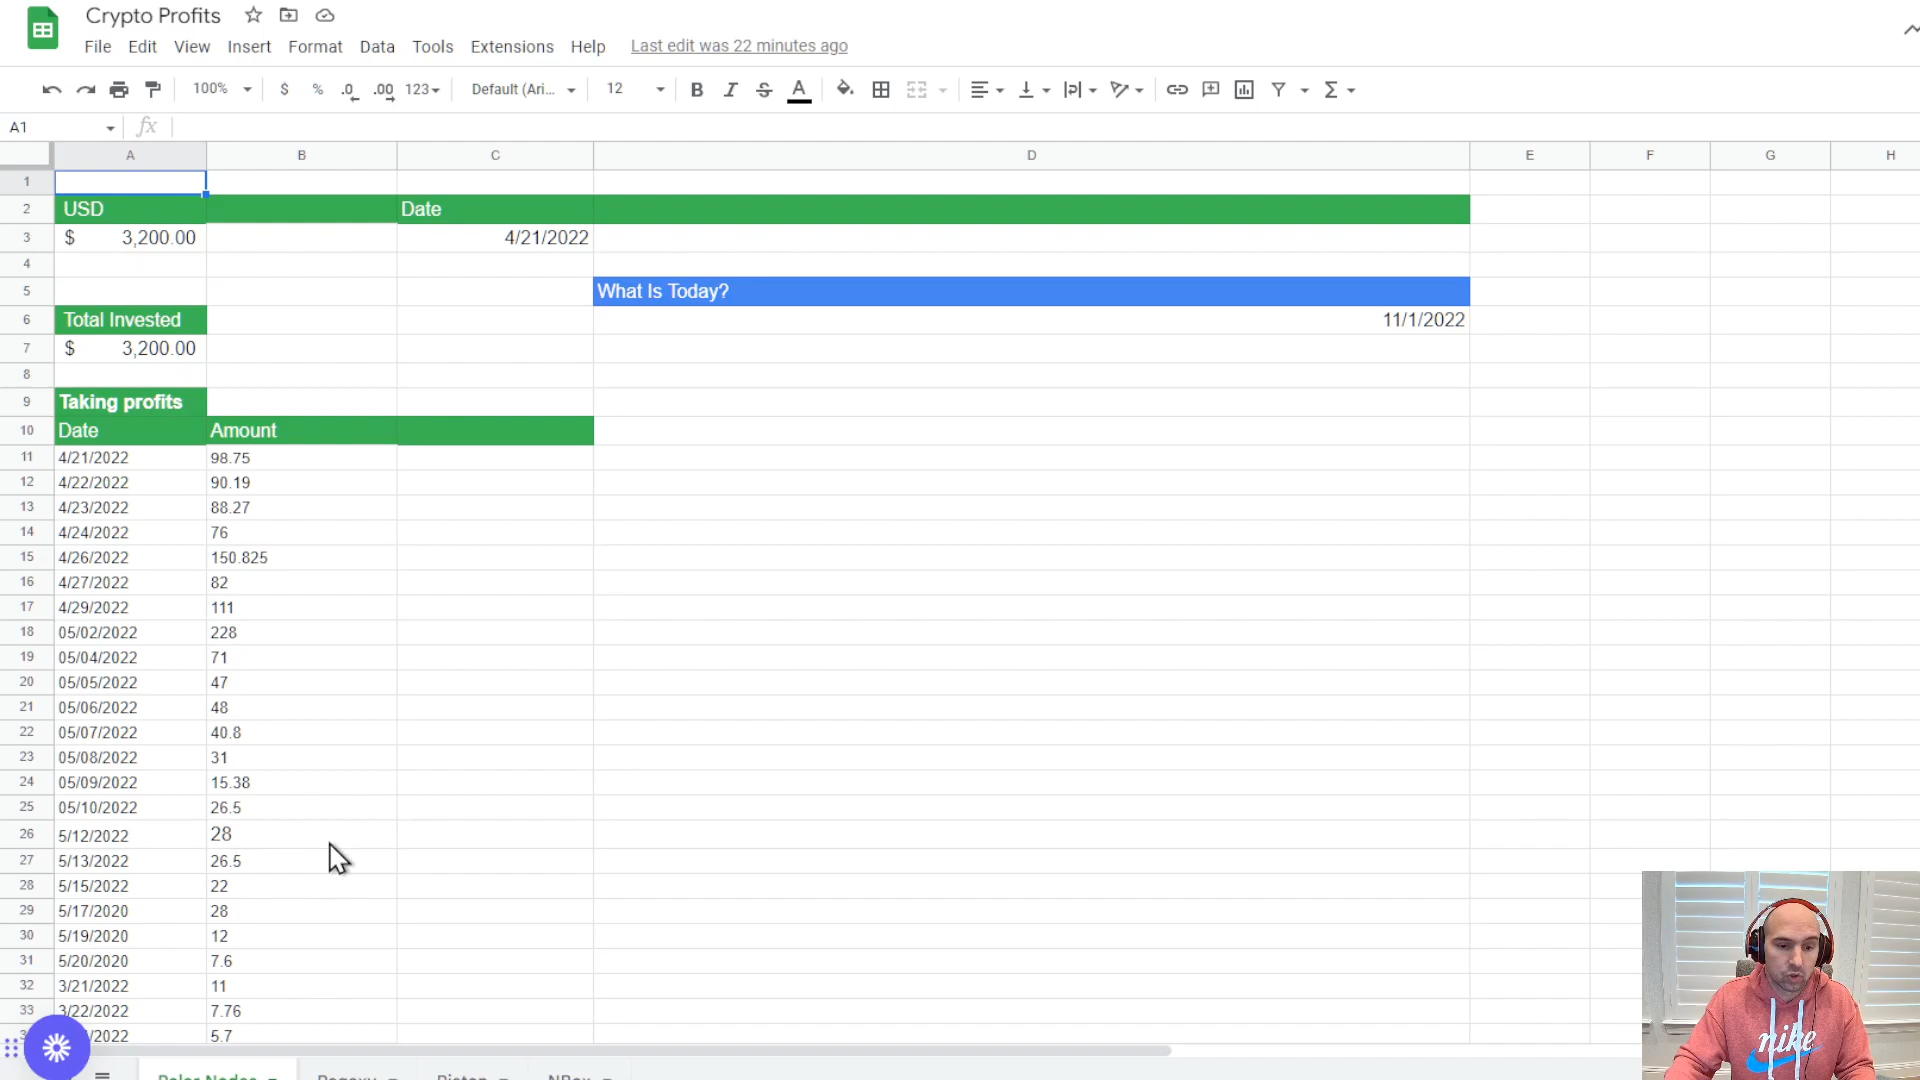 Crypto Profits
File Edit View Insert Format Data Tools Extensions Help Last edit was 22 minutes ago
100% $ % .0 .00 123 Default (Ari... 12 B I S A
A1 fx
A B C D E F G H
1
2 USD Date
3 $ 3,200.00 4/21/2022
4
5 What Is Today?
6 Total Invested 11/1/2022
7 $ 3,200.00
8
9 Taking profits
10 Date Amount
11 4/21/2022 98.75
12 4/22/2022 90.19
13 4/23/2022 88.27
14 4/24/2022 76
15 4/26/2022 150.825
16 4/27/2022 82
17 4/29/2022 111
18 05/02/2022 228
19 05/04/2022 71
20 05/05/2022 47
21 05/06/2022 48
22 05/07/2022 40.8
23 05/08/2022 31
24 05/09/2022 15.38
25 05/10/2022 26.5
26 5/12/2022 28
27 5/13/2022 26.5
28 5/15/2022 22
29 5/17/2020 28
30 5/19/2020 12
31 5/20/2020 7.6
32 3/21/2022 11
33 3/22/2022 7.76
/2022 5.7
nike